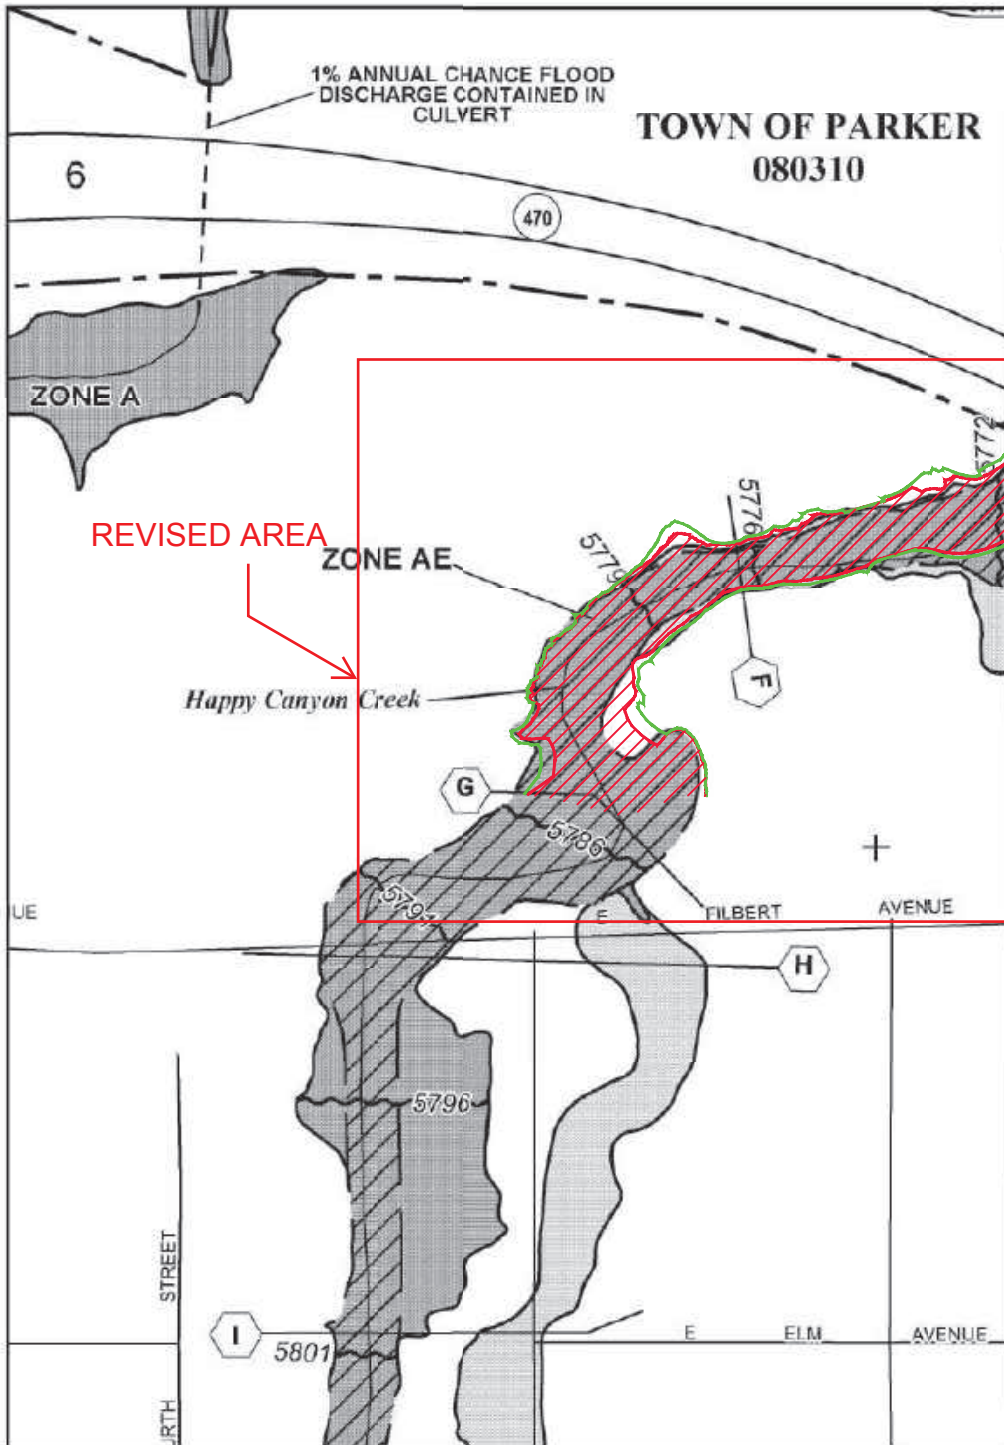 1% ANNUAL CHANCE FLOOD
DISCHARGE CONTAINED IN
CULVERT
TOWN OF PARKER
080310
6
470
ZONE A
5772
5776
REVISED AREA
ZONE AE
5779
F
Happy Canyon Creek
G
5786
5791
UE
E
FILBERT
AVENUE
H
5796
STREET
I
5801
E
ELM
AVENUE
URTH